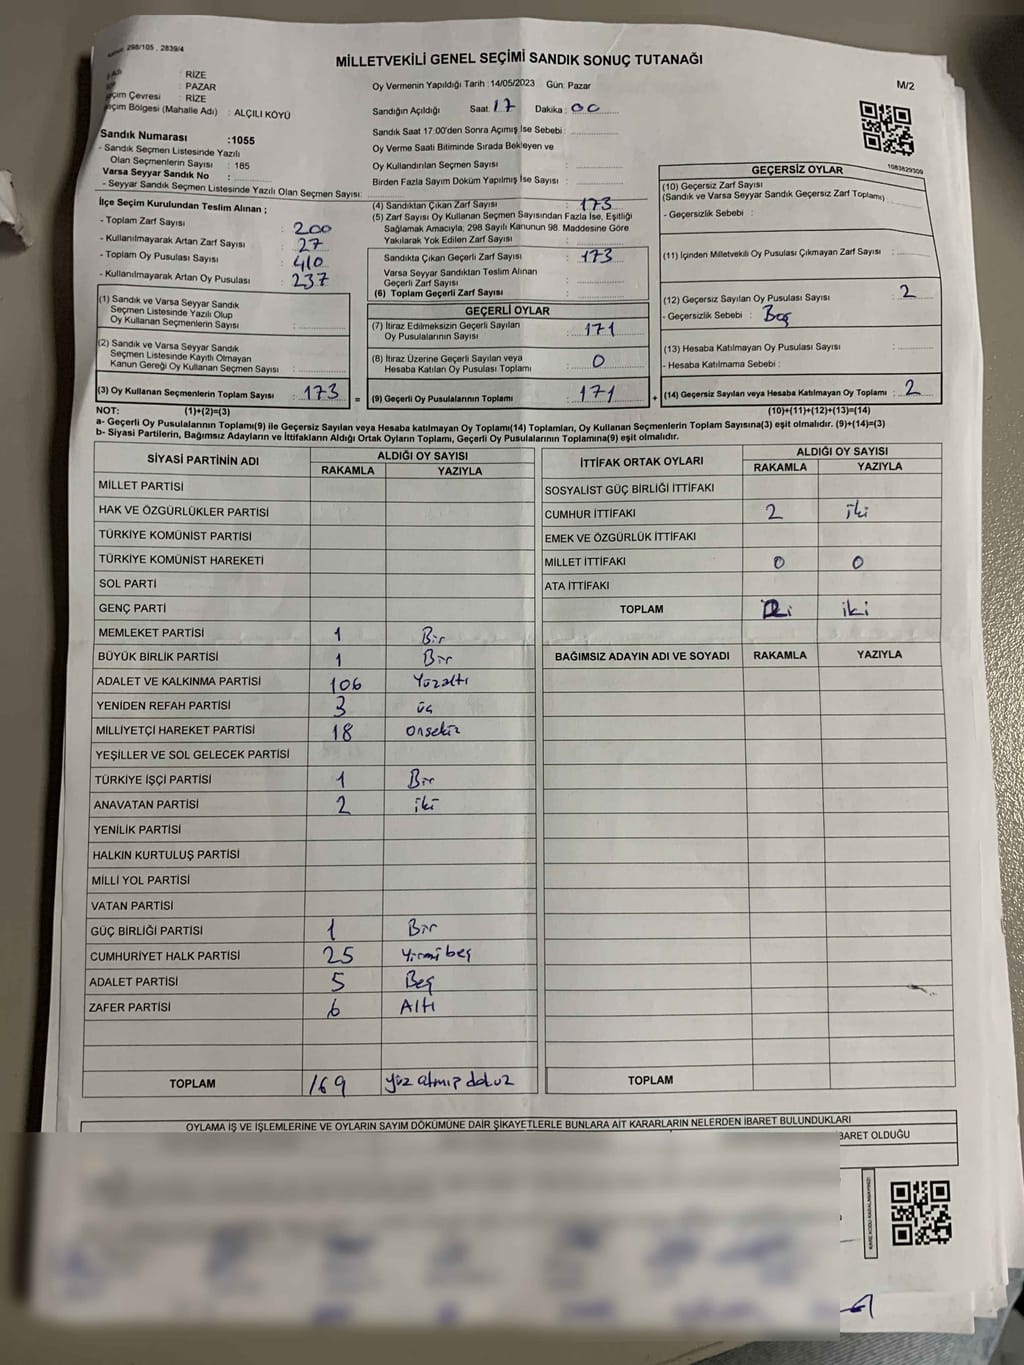 298/105 , 2839/4
MİLLETVEKİLİ GENEL SEÇİMİ SANDIK SONUÇ TUTANAĞI
M/2
: RİZE
: PAZAR
Seçim Çevresi : RİZE
Seçim Bölgesi (Mahalle Adı) : ALÇILI KÖYÜ
Sandık Numarası :1055
- Sandık Seçmen Listesinde Yazılı
Olan Seçmenlerin Sayısı : 185
Varsa Seyyar Sandık No :
- Seyyar Sandık Seçmen Listesinde Yazılı Olan Seçmen Sayısı:
Oy Vermenin Yapıldığı Tarih :14/05/2023 Gün: Pazar
Sandığın Açıldığı Saat: 17 Dakika : 00
Sandık Saat 17.00'den Sonra Açımış İse Sebebi :
Oy Verme Saati Bitiminde Sırada Bekleyen ve
Oy Kullandırılan Seçmen Sayısı :
Birden Fazla Sayım Döküm Yapılmış İse Sayısı :
İlçe Seçim Kurulundan Teslim Alınan ;
- Toplam Zarf Sayısı : 200
- Kullanılmayarak Artan Zarf Sayısı : 27
- Toplam Oy Pusulası Sayısı : 410
- Kullanılmayarak Artan Oy Pusulası : 237
(1) Sandık ve Varsa Seyyar Sandık
Seçmen Listesinde Yazılı Olup
Oy Kullanan Seçmenlerin Sayısı :
(2) Sandık ve Varsa Seyyar Sandık
Seçmen Listesinde Kayıtlı Olmayan
Kanun Gereği Oy Kullanan Seçmen Sayısı :
(3) Oy Kullanan Seçmenlerin Toplam Sayısı : 173 =
(4) Sandıktan Çıkan Zarf Sayısı : 173
(5) Zarf Sayısı Oy Kullanan Seçmen Sayısından Fazla İse, Eşitliği
Sağlamak Amacıyla, 298 Sayılı Kanunun 98. Maddesine Göre
Yakılarak Yok Edilen Zarf Sayısı :
Sandıkta Çıkan Geçerli Zarf Sayısı : 173
Varsa Seyyar Sandıktan Teslim Alınan
Geçerli Zarf Sayısı :
(6) Toplam Geçerli Zarf Sayısı :
GEÇERLİ OYLAR
(7) İtiraz Edilmeksizin Geçerli Sayılan
Oy Pusulalarının Sayısı : 171
(8) İtiraz Üzerine Geçerli Sayılan veya
Hesaba Katılan Oy Pusulası Toplamı : 0
(9) Geçerli Oy Pusulalarının Toplamı : 171 +
1083829309
GEÇERSİZ OYLAR
(10) Geçersiz Zarf Sayısı
(Sandık ve Varsa Seyyar Sandık Geçersiz Zarf Toplamı)
- Geçersizlik Sebebi :
(11) İçinden Milletvekili Oy Pusulası Çıkmayan Zarf Sayısı :
(12) Geçersiz Sayılan Oy Pusulası Sayısı : 2
- Geçersizlik Sebebi : Boş
(13) Hesaba Katılmayan Oy Pusulası Sayısı :
- Hesaba Katılmama Sebebi :
(14) Geçersiz Sayılan veya Hesaba Katılmayan Oy Toplamı : 2
NOT: (1)+(2)=(3) (10)+(11)+(12)+(13)=(14)
a- Geçerli Oy Pusulalarının Toplamı(9) ile Geçersiz Sayılan veya Hesaba katılmayan Oy Toplamı(14) Toplamları, Oy Kullanan Seçmenlerin Toplam Sayısına(3) eşit olmalıdır. (9)+(14)=(3)
b- Siyasi Partilerin, Bağımsız Adayların ve İttifakların Aldığı Ortak Oyların Toplamı, Geçerli Oy Pusulalarının Toplamına(9) eşit olmalıdır.
SİYASİ PARTİNİN ADI ALDIĞI OY SAYISI
RAKAMLA YAZIYLA
MİLLET PARTİSİ
HAK VE ÖZGÜRLÜKLER PARTİSİ
TÜRKİYE KOMÜNİST PARTİSİ
TÜRKİYE KOMÜNİST HAREKETİ
SOL PARTİ
GENÇ PARTİ
MEMLEKET PARTİSİ 1 Bir
BÜYÜK BİRLİK PARTİSİ 1 Bir
ADALET VE KALKINMA PARTİSİ 106 Yüzaltı
YENİDEN REFAH PARTİSİ 3 üç
MİLLİYETÇİ HAREKET PARTİSİ 18 onsekiz
YEŞİLLER VE SOL GELECEK PARTİSİ
TÜRKİYE İŞÇİ PARTİSİ 1 Bir
ANAVATAN PARTİSİ 2 iki
YENİLİK PARTİSİ
HALKIN KURTULUŞ PARTİSİ
MİLLİ YOL PARTİSİ
VATAN PARTİSİ
GÜÇ BİRLİĞİ PARTİSİ 1 Bir
CUMHURİYET HALK PARTİSİ 25 Yirmi beş
ADALET PARTİSİ 5 Beş
ZAFER PARTİSİ 6 Altı
TOPLAM 169 yüz atmış dokuz
İTTİFAK ORTAK OYLARI ALDIĞI OY SAYISI
RAKAMLA YAZIYLA
SOSYALİST GÜÇ BİRLİĞİ İTTİFAKI
CUMHUR İTTİFAKI 2 iki
EMEK VE ÖZGÜRLÜK İTTİFAKI
MİLLET İTTİFAKI 0 0
ATA İTTİFAKI
TOPLAM iki
BAĞIMSIZ ADAYIN ADI VE SOYADI RAKAMLA YAZIYLA
TOPLAM
OYLAMA İŞ VE İŞLEMLERİNE VE OYLARIN SAYIM DÖKÜMÜNE DAİR ŞİKAYETLERLE BUNLARA AİT KARARLARIN NELERDEN İBARET BULUNDUKLARI
BARET OLDUĞU